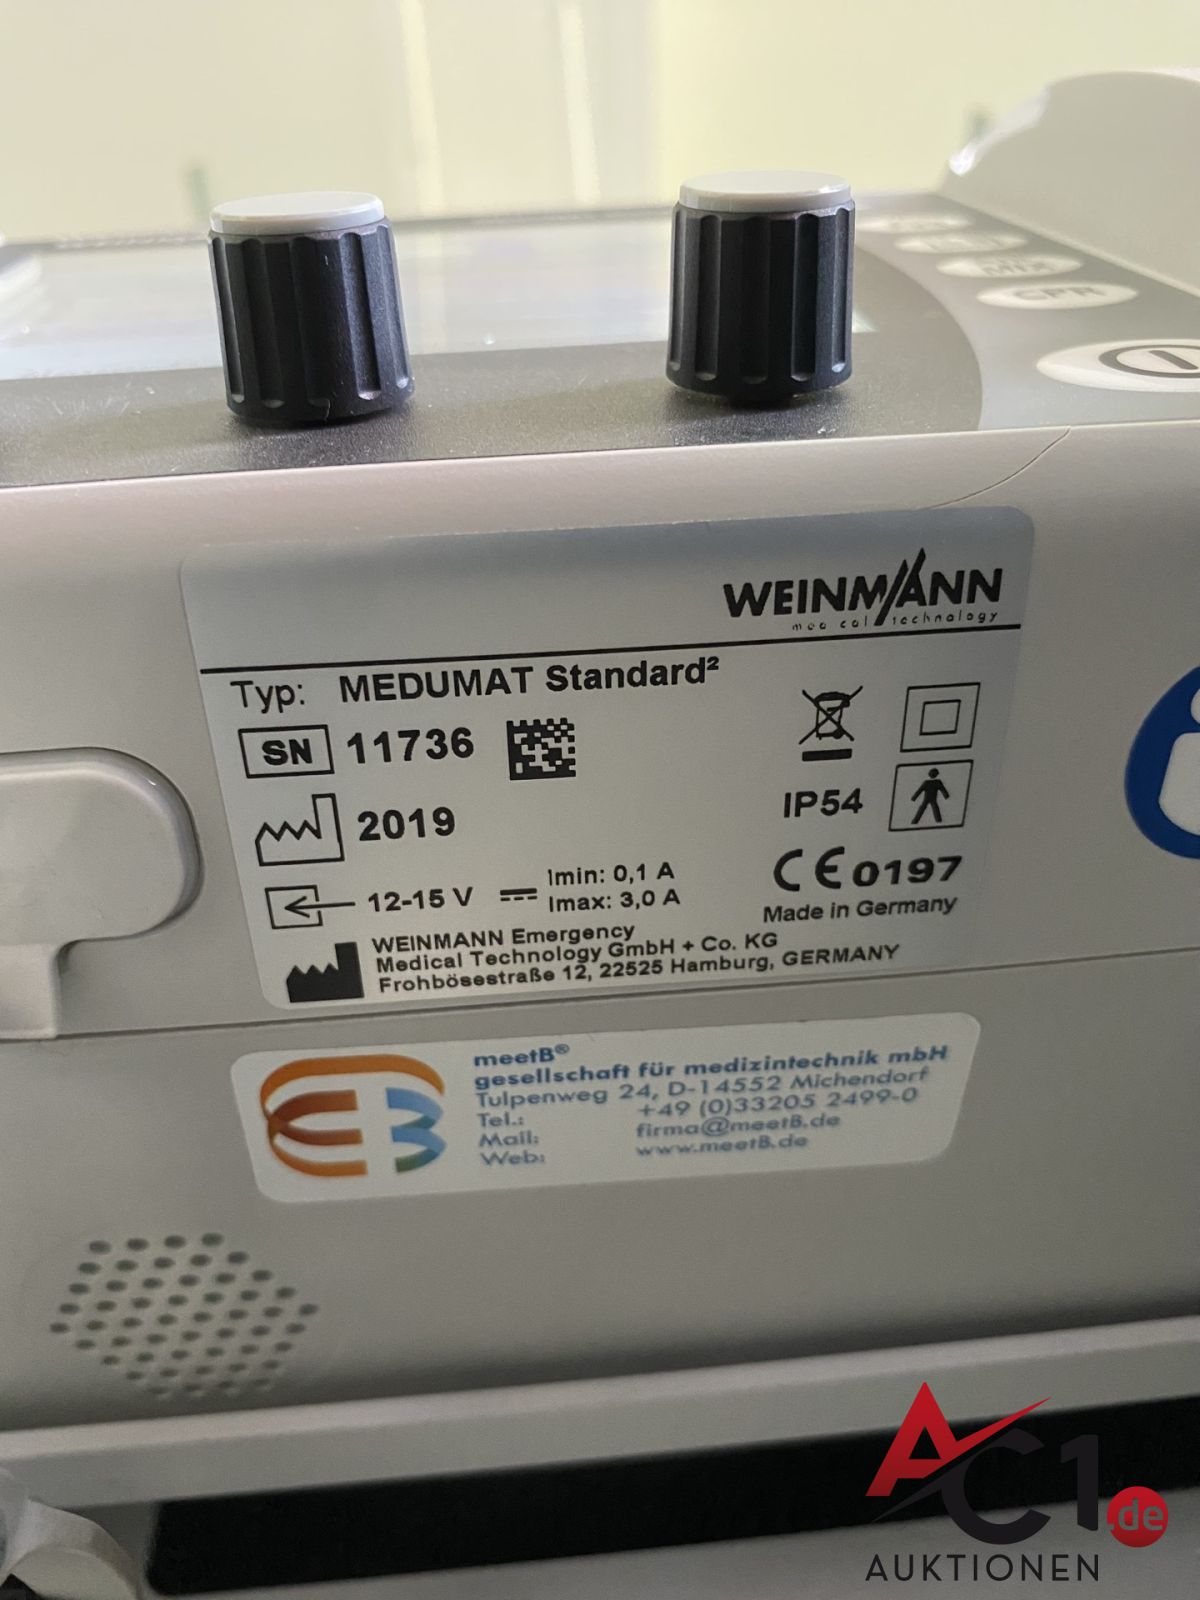 CPR
WEINMANN
medical technology
Typ: MEDUMAT Standard²
SN 11736
2019
IP54
12-15 V Imin: 0,1 A
Imax: 3,0 A
CE 0197
Made in Germany
WEINMANN Emergency
Medical Technology GmbH + Co. KG
Frohbösestraße 12, 22525 Hamburg, GERMANY
meetB®
gesellschaft für medizintechnik mbH
Tulpenweg 24, D-14552 Michendorf
Tel.: +49 (0)33205 2499-0
Mail: firma@meetB.de
Web: www.meetB.de
AC1.de
AUKTIONEN